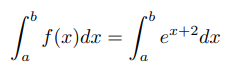 ∫_a^b f(x)dx = ∫_a^b e^{x+2}dx